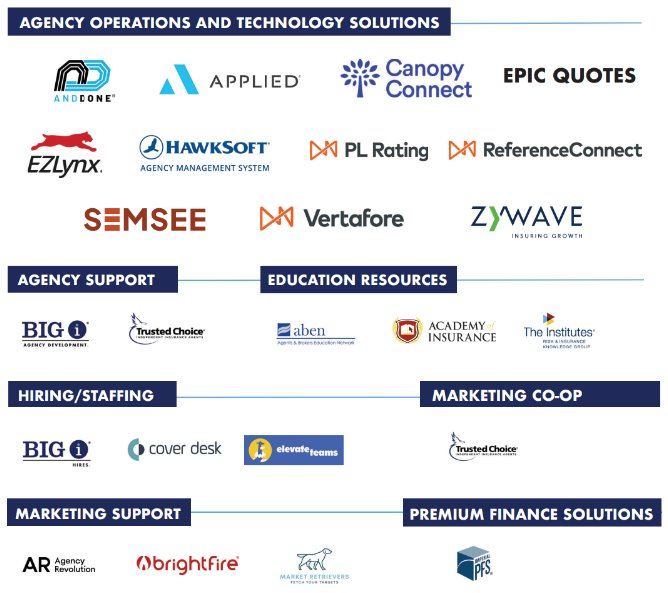 AGENCY OPERATIONS AND TECHNOLOGY SOLUTIONS
ANDDONE®
APPLIED®
Canopy
Connect
EPIC QUOTES
EZLynx®
HAWKSOFT®
AGENCY MANAGEMENT SYSTEM
PL Rating
ReferenceConnect
SEMSEE
Vertafore
ZYWAVE
INSURING GROWTH
AGENCY SUPPORT
EDUCATION RESOURCES
BIG i®
AGENCY DEVELOPMENT.
Trusted Choice®
INDEPENDENT INSURANCE AGENTS
aben
Agents & Brokers Education Network
ACADEMY of
INSURANCE
The Institutes®
RISK & INSURANCE
KNOWLEDGE GROUP
HIRING/STAFFING
MARKETING CO-OP
BIG i®
HIRES.
cover desk
elevate
teams
Trusted Choice®
INDEPENDENT INSURANCE AGENTS
MARKETING SUPPORT
PREMIUM FINANCE SOLUTIONS
AR Agency
Revolution
brightfire®
MARKET RETRIEVERS
FETCH YOUR TARGETS
IMPERIAL
PFS